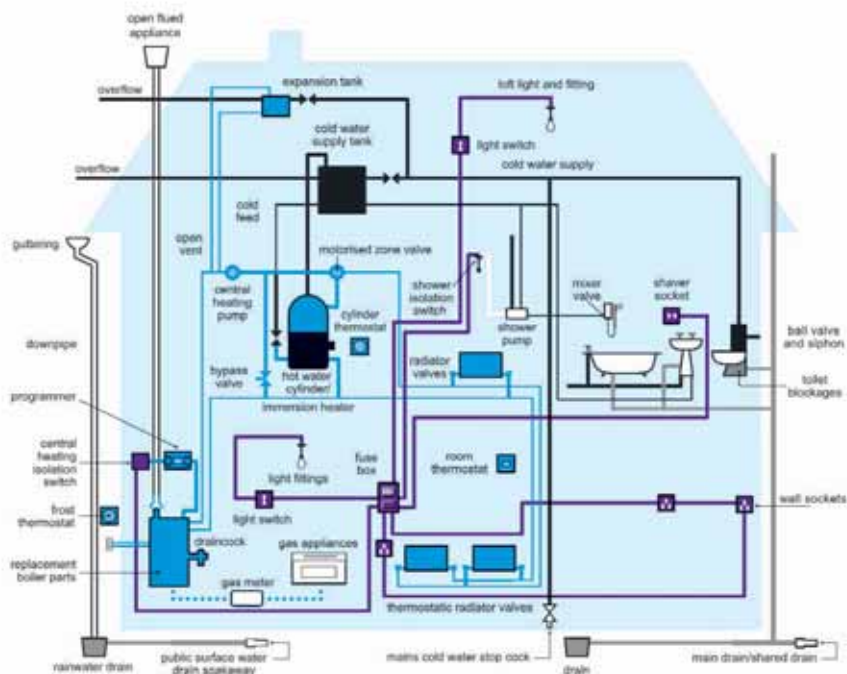 open flued
appliance
overflow
expansion tank
loft light and fitting
cold water
supply tank
light switch
cold water supply
overflow
cold
feed
guttering
open
vent
motorised zone valve
central
heating
pump
shower
isolation
switch
mixer
valve
shaver
socket
cylinder
thermostat
shower
pump
downpipe
ball valve
and siphon
bypass
valve
hot water
cylinder/
immersion heater
radiator
valves
toilet
blockages
programmer
central
heating
isolation
switch
light fittings
fuse
box
room
thermostat
light switch
wall sockets
frost
thermostat
draincock
gas appliances
replacement
boiler parts
gas meter
thermostatic radiator valves
rainwater drain
public surface water
drain soakaway
mains cold water stop cock
drain
main drain/shared drain